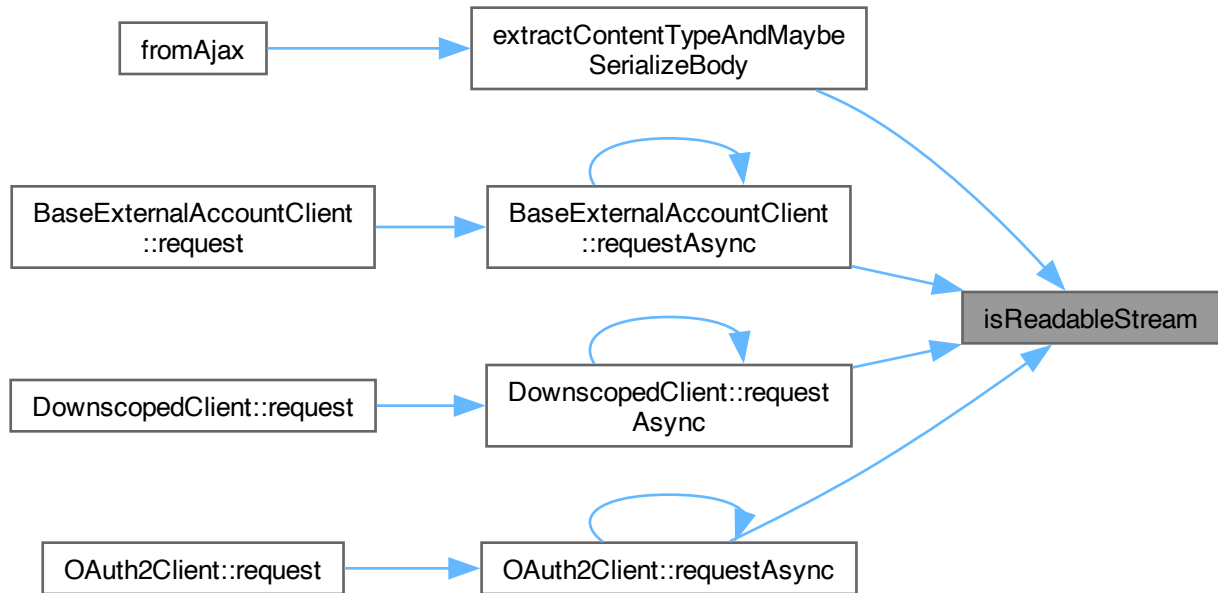 fromAjax
extractContentTypeAndMaybe
SerializeBody
BaseExternalAccountClient
::request
BaseExternalAccountClient
::requestAsync
isReadableStream
DownscopedClient::request
DownscopedClient::request
Async
OAuth2Client::request
OAuth2Client::requestAsync